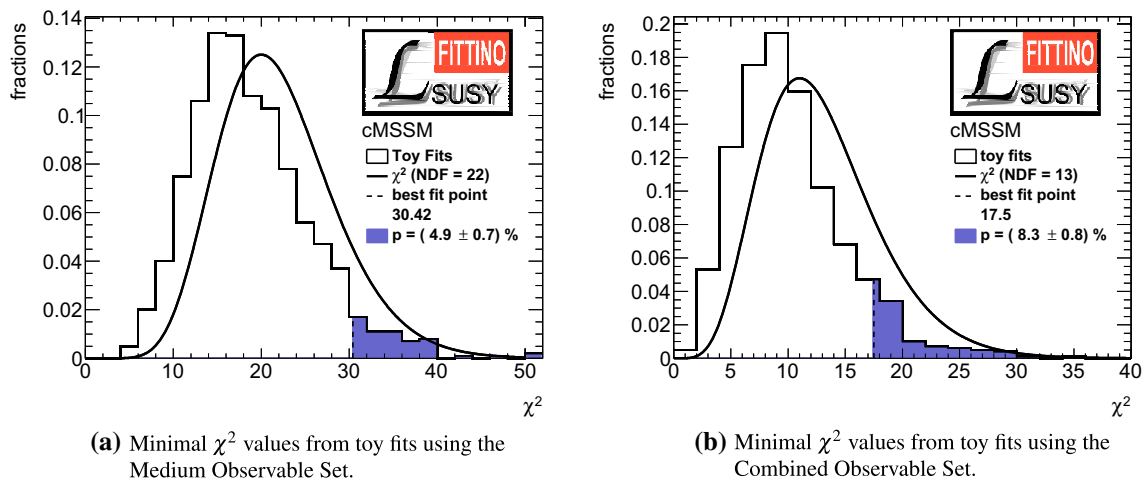 fractions
0.14
0.12
0.1
0.08
0.06
0.04
0.02
0
0 10 20 30 40 50
χ²
L FITTINO
SUSY
cMSSM
Toy Fits
χ² (NDF = 22)
best fit point
30.42
p = ( 4.9 ± 0.7) %
(a) Minimal χ² values from toy fits using the
Medium Observable Set.
fractions
0.2
0.18
0.16
0.14
0.12
0.1
0.08
0.06
0.04
0.02
0
0 5 10 15 20 25 30 35 40
χ²
L FITTINO
SUSY
cMSSM
toy fits
χ² (NDF = 13)
best fit point
17.5
p = ( 8.3 ± 0.8) %
(b) Minimal χ² values from toy fits using the
Combined Observable Set.